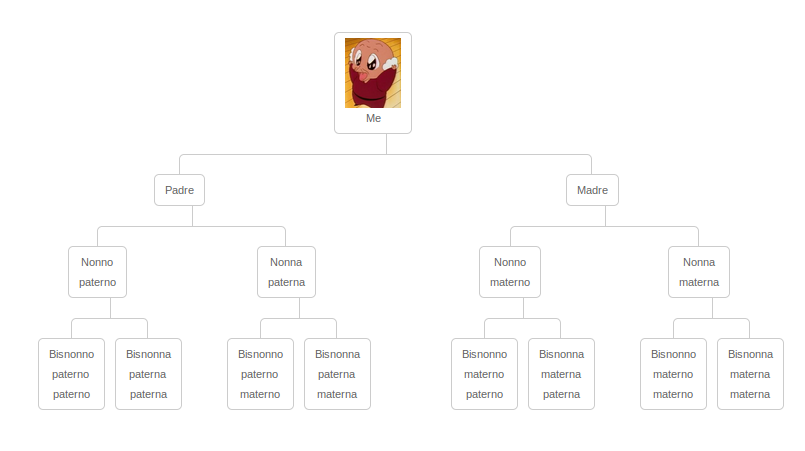 Me
Padre
Madre
Nonno
paterno
Nonna
paterna
Nonno
materno
Nonna
materna
Bisnonno
paterno
paterno
Bisnonna
paterna
paterna
Bisnonno
paterno
materno
Bisnonna
paterna
materna
Bisnonno
materno
paterno
Bisnonna
materna
paterna
Bisnonno
materno
materno
Bisnonna
materna
materna